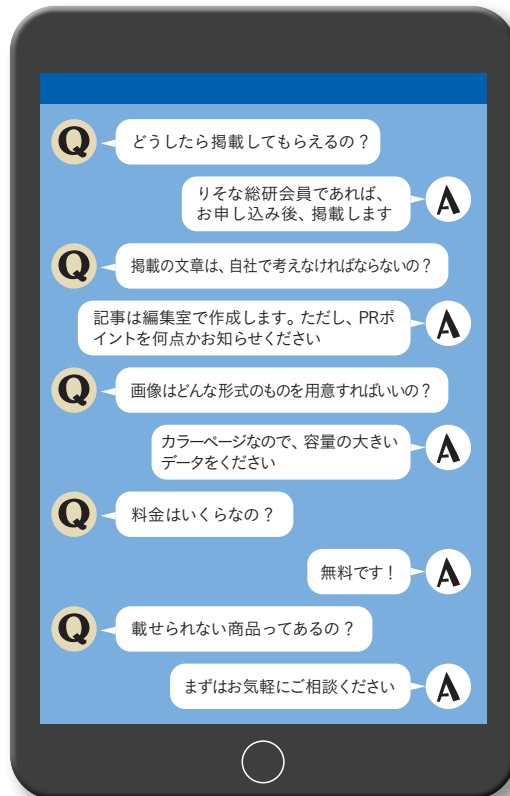 Q
どうしたら掲載してもらえるの？
りそな総研会員であれば、
お申し込み後、掲載します
A
Q
掲載の文章は、自社で考えなければならないの？
記事は編集室で作成します。ただし、PRポ
イントを何点かお知らせください
A
Q
画像はどんな形式のものを用意すればいいの？
カラーページなので、容量の大きい
データをください
A
Q
料金はいくらなの？
無料です！
A
Q
載せられない商品ってあるの？
まずはお気軽にご相談ください
A